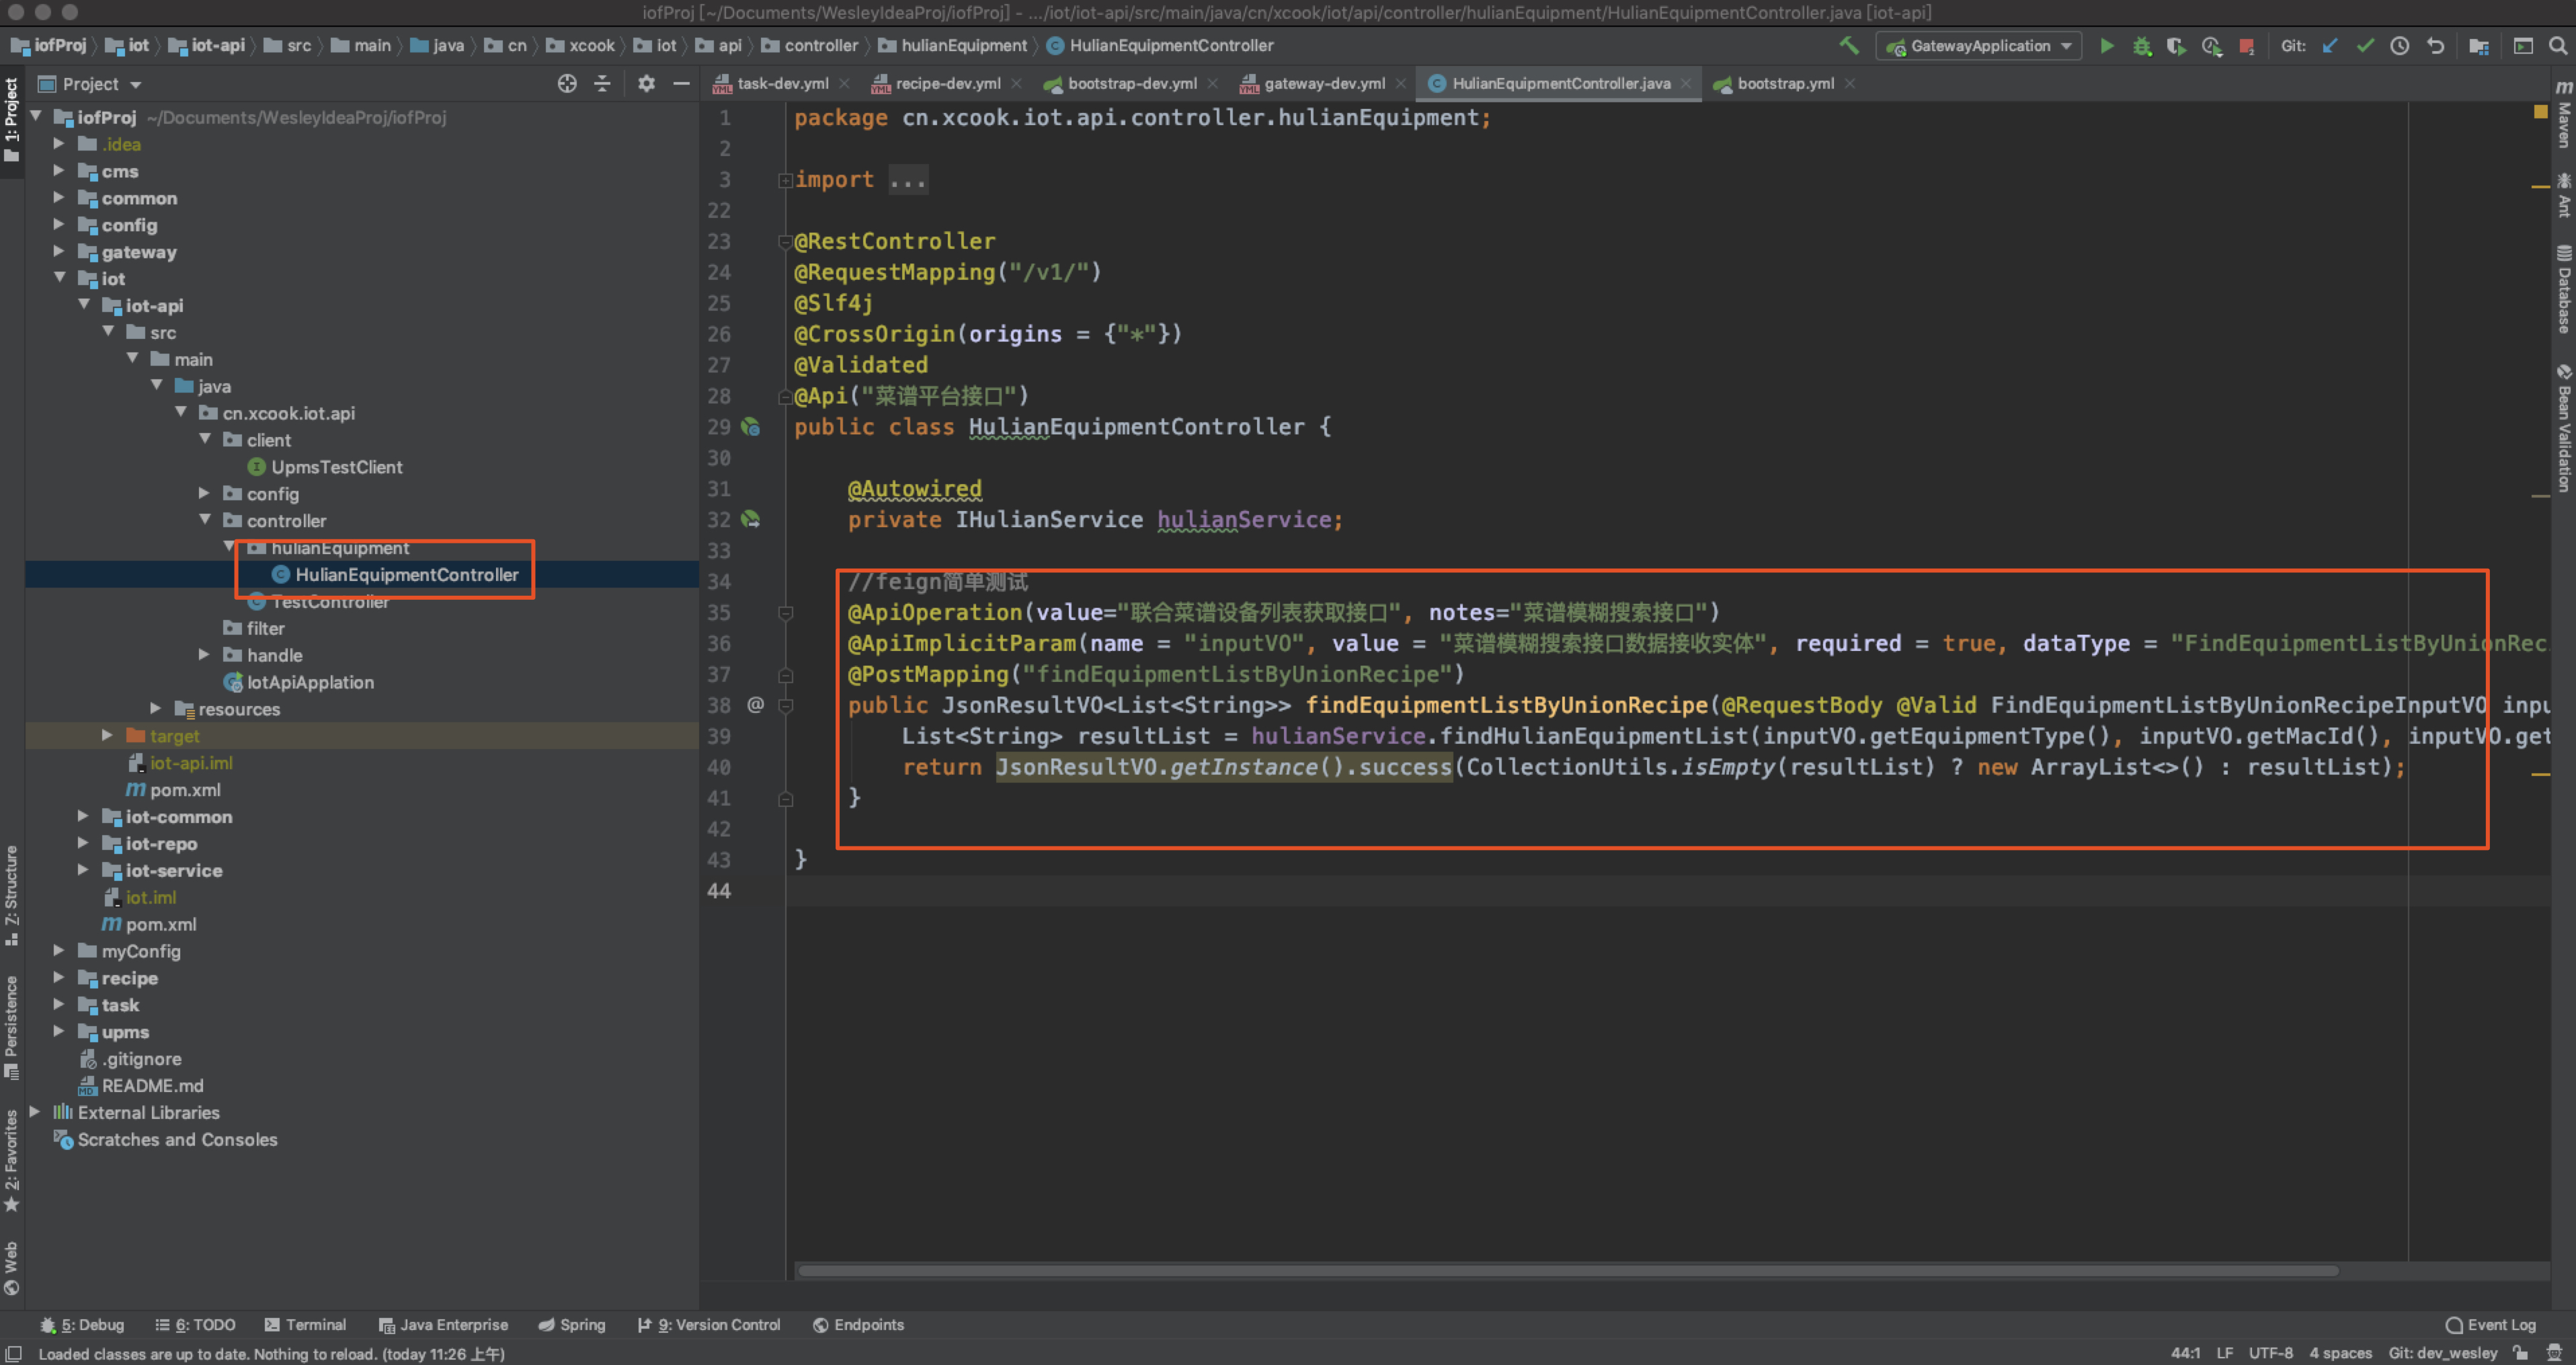 iofProj [~/Documents/WesleyIdeaProj/iofProj] - .../iot/iot-api/src/main/java/cn/xcook/iot/api/controller/hulianEquipment/HulianEquipmentController.java [iot-api]
iofProj iot iot-api src main java cn xcook iot api controller hulianEquipment HulianEquipmentController GatewayApplication Git:
Project
task-dev.yml recipe-dev.yml bootstrap-dev.yml gateway-dev.yml HulianEquipmentController.java bootstrap.yml
1: Project
Z: Structure
Persistence
2: Favorites
Web
iofProj ~/Documents/WesleyIdeaProj/iofProj
.idea
cms
common
config
gateway
iot
iot-api
src
main
java
cn.xcook.iot.api
client
UpmsTestClient
config
controller
hulianEquipment
HulianEquipmentController
TestController
filter
handle
IotApiApplation
resources
target
iot-api.iml
pom.xml
iot-common
iot-repo
iot-service
iot.iml
pom.xml
myConfig
recipe
task
upms
.gitignore
README.md
External Libraries
Scratches and Consoles
1 package cn.xcook.iot.api.controller.hulianEquipment;
2
3 import ...
22
23 @RestController
24 @RequestMapping("/v1/")
25 @Slf4j
26 @CrossOrigin(origins = {"*"})
27 @Validated
28 @Api("菜谱平台接口")
29 public class HulianEquipmentController {
30
31 @Autowired
32 private IHulianService hulianService;
33
34 //feign简单测试
35 @ApiOperation(value="联合菜谱设备列表获取接口", notes="菜谱模糊搜索接口")
36 @ApiImplicitParam(name = "inputVO", value = "菜谱模糊搜索接口数据接收实体", required = true, dataType = "FindEquipmentListByUnionRec
37 @PostMapping("findEquipmentListByUnionRecipe")
38 @ public JsonResultVO<List<String>> findEquipmentListByUnionRecipe(@RequestBody @Valid FindEquipmentListByUnionRecipeInputVO inpu
39 List<String> resultList = hulianService.findHulianEquipmentList(inputVO.getEquipmentType(), inputVO.getMacId(), inputVO.get
40 return JsonResultVO.getInstance().success(CollectionUtils.isEmpty(resultList) ? new ArrayList<>() : resultList);
41 }
42
43 }
44
Maven
Ant
Database
Bean Validation
5: Debug 6: TODO Terminal Java Enterprise Spring 9: Version Control Endpoints Event Log
Loaded classes are up to date. Nothing to reload. (today 11:26 上午) 44:1 LF UTF-8 4 spaces Git: dev_wesley